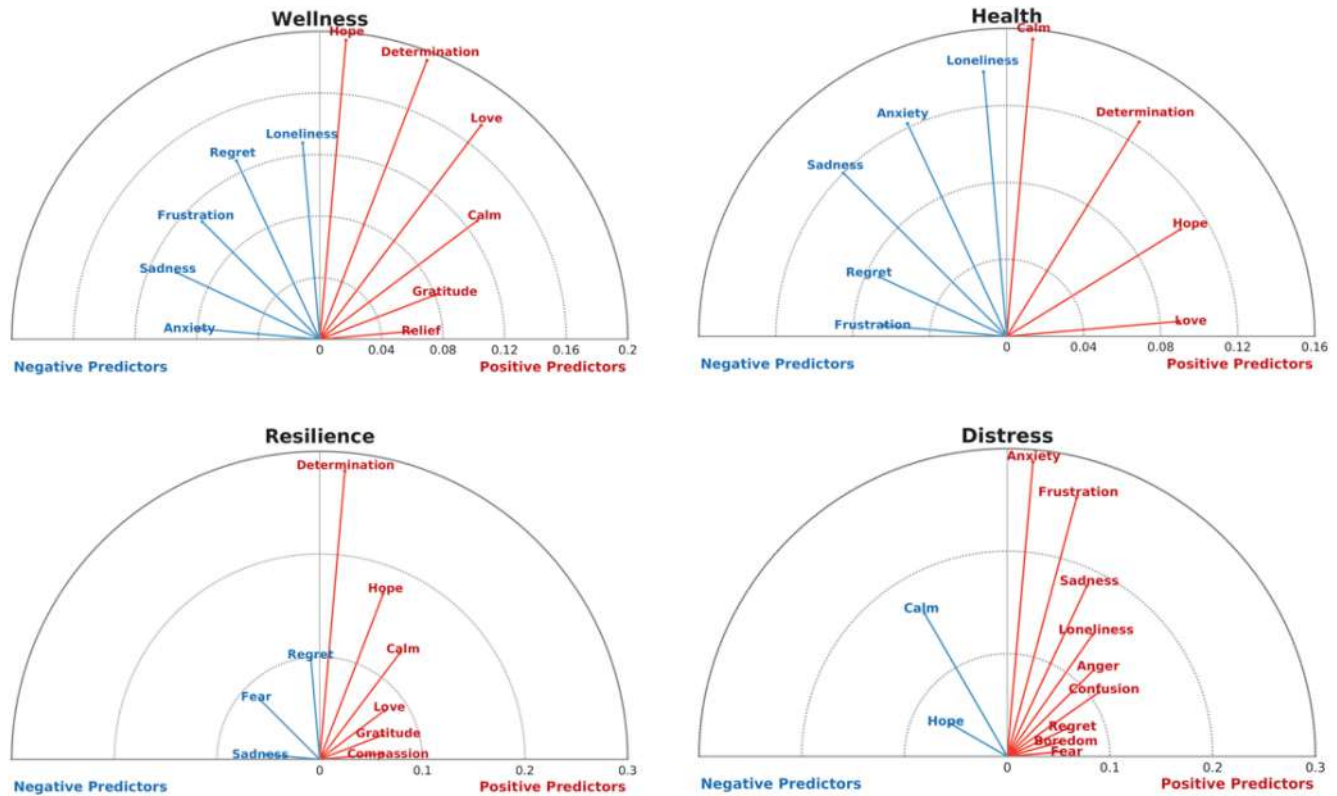 Wellness
Hope
Determination
Love
Loneliness
Regret
Frustration
Calm
Sadness
Gratitude
Anxiety
Relief
0 0.04 0.08 0.12 0.16 0.2
Negative Predictors Positive Predictors
Health
Calm
Loneliness
Anxiety
Determination
Sadness
Hope
Regret
Frustration
Love
0 0.04 0.08 0.12 0.16
Negative Predictors Positive Predictors
Resilience
Determination
Hope
Regret
Calm
Fear
Love
Gratitude
Sadness
Compassion
0 0.1 0.2 0.3
Negative Predictors Positive Predictors
Distress
Anxiety
Frustration
Sadness
Calm
Loneliness
Anger
Confusion
Hope
Regret
Boredom
Fear
0 0.1 0.2 0.3
Negative Predictors Positive Predictors